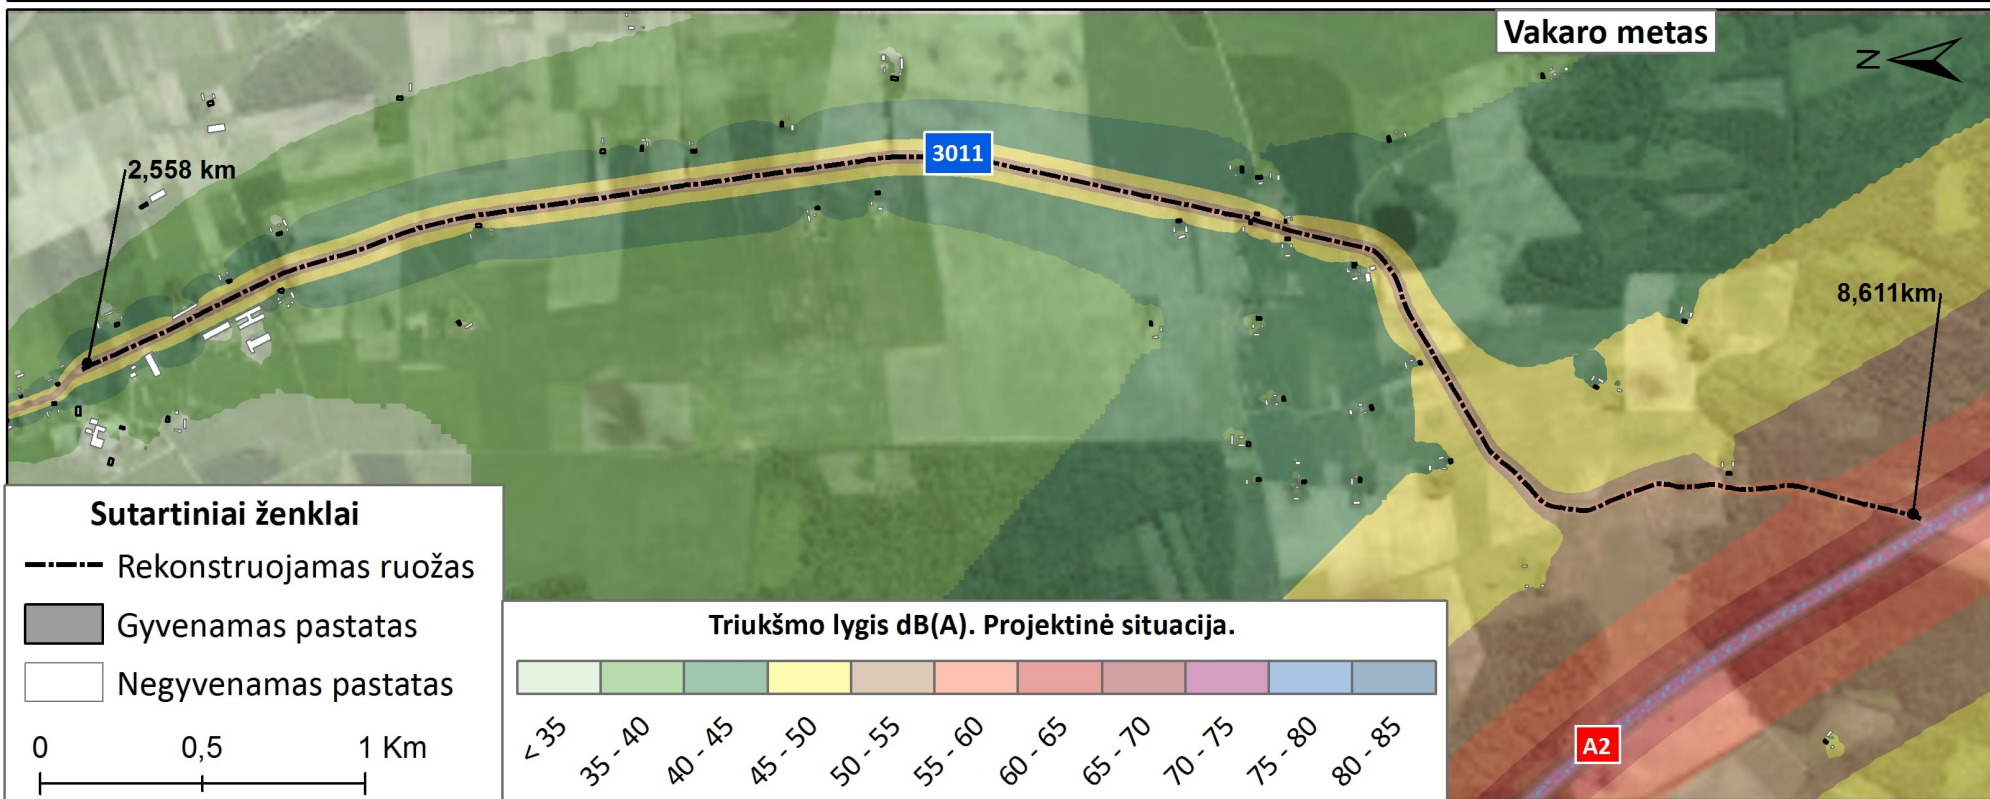 Vakaro metas
N
3011
2,558 km
8,611km
Sutartiniai ženklai
Rekonstruojamas ruožas
Gyvenamas pastatas
Negyvenamas pastatas
0 0,5 1 Km
Triukšmo lygis dB(A). Projektinė situacija.
< 35 35 - 40 40 - 45 45 - 50 50 - 55 55 - 60 60 - 65 65 - 70 70 - 75 75 - 80 80 - 85
A2